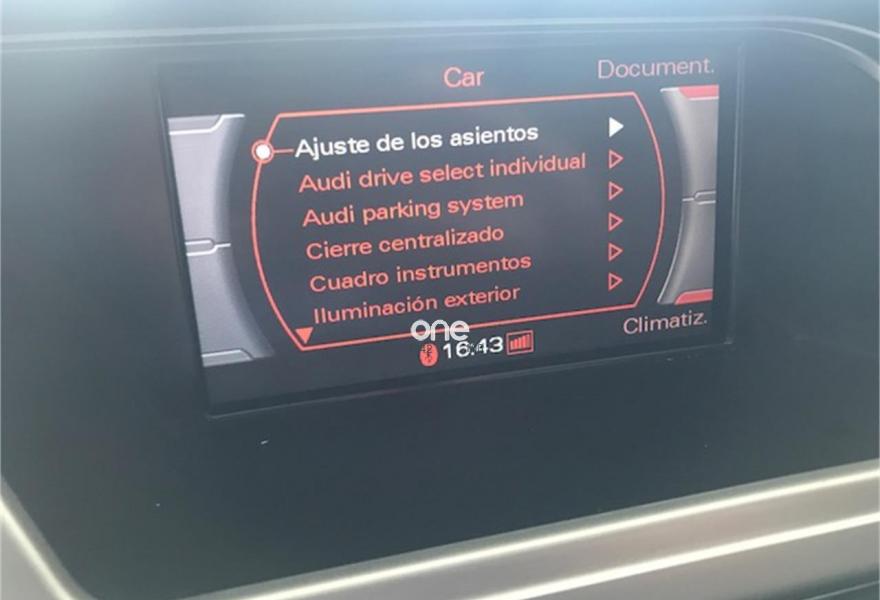 Car
Document.
Ajuste de los asientos
Audi drive select individual
Audi parking system
Cierre centralizado
Cuadro instrumentos
Iluminación exterior
one
Climatiz.
16:43